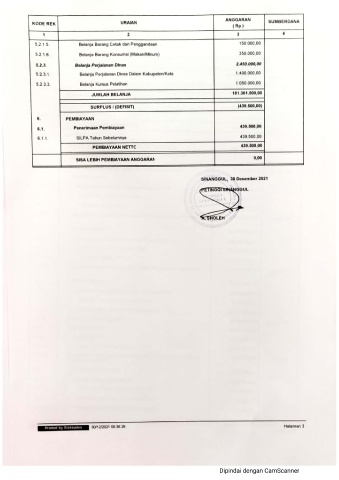 KODE REK URAIAN ANGGARAN ( Rp ) SUMBERDANA
1 2 3 4
5.2.1.5. Belanja Barang Cetak dan Penggandaan 150.000,00
5.2.1.6. Belanja Barang Konsumsi (Makan/Minum) 350.000,00
5.2.3. Belanja Perjalanan Dinas 2.450.000,00
5.2.3.1. Belanja Perjalanan Dinas Dalam Kabupaten/Kota 1.400.000,00
5.2.3.3. Belanja Kursus Pelatihan 1.050.000,00
JUMLAH BELANJA 181.361.000,00
SURPLUS / (DEFISIT) (439.500,00)
6. PEMBIAYAAN
6.1. Penerimaan Pembiayaan 439.500,00
6.1.1. SILPA Tahun Sebelumnya 439.500,00
PEMBIAYAAN NETTO 439.500,00
SISA LEBIH PEMBIAYAAN ANGGARAN 0,00
SINANGGUL, 30 Desember 2021
PETINGGI SINANGGUL
SHOLEH
Printed by Siskeudes 30/12/2021
Halaman 3
Dipindai dengan CamScanner